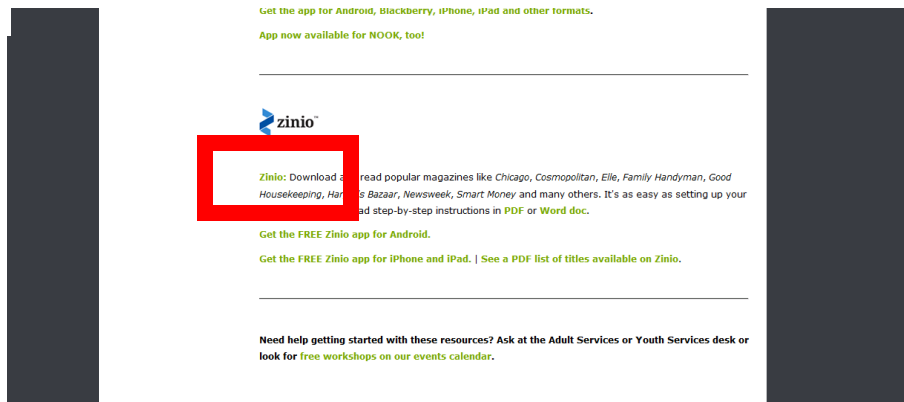 Get the app for Android, Blackberry, iPhone, iPad and other formats.
App now available for NOOK, too!
zinio™
Zinio: Download a read popular magazines like Chicago, Cosmopolitan, Elle, Family Handyman, Good
Housekeeping, Bazaar, Newsweek, Smart Money and many others. It's as easy as setting up your
step-by-step instructions in PDF or Word doc.
Get the FREE Zinio app for Android.
Get the FREE Zinio app for iPhone and iPad. | See a PDF list of titles available on Zinio.
Need help getting started with these resources? Ask at the Adult Services or Youth Services desk or
look for free workshops on our events calendar.